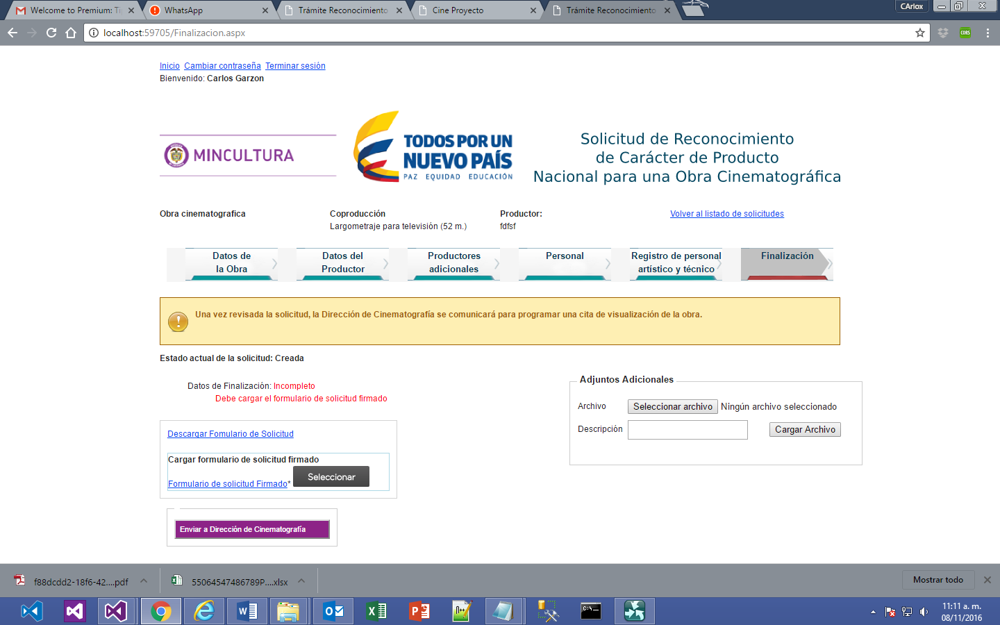 Welcome to Premium: Ti
WhatsApp
Trámite Reconocimiento
Cine Proyecto
Trámite Reconocimiento
CArlox
localhost:59705/Finalizacion.aspx
CORS
Inicio Cambiar contraseña Terminar sesión
Bienvenido: Carlos Garzon
MINCULTURA
TODOS POR UN
NUEVO PAÍS
PAZ EQUIDAD EDUCACIÓN
Solicitud de Reconocimiento
de Carácter de Producto
Nacional para una Obra Cinematográfica
Obra cinematografica
Coproducción
Largometraje para televisión (52 m.)
Productor:
fdfsf
Volver al listado de solicitudes
Datos de
la Obra
Datos del
Productor
Productores
adicionales
Personal
Registro de personal
artístico y técnico
Finalización
Una vez revisada la solicitud, la Dirección de Cinematografía se comunicará para programar una cita de visualización de la obra.
Estado actual de la solicitud: Creada
Datos de Finalización: Incompleto
Debe cargar el formulario de solicitud firmado
Descargar Fomulario de Solicitud
Cargar formulario de solicitud firmado
Formulario de solicitud Firmado* Seleccionar
Enviar a Dirección de Cinematografía
Adjuntos Adicionales
Archivo Seleccionar archivo Ningún archivo seleccionado
Descripción Cargar Archivo
f88dcdd2-18f6-42....pdf
55064547486789P....xlsx
Mostrar todo
11:11 a. m.
08/11/2016